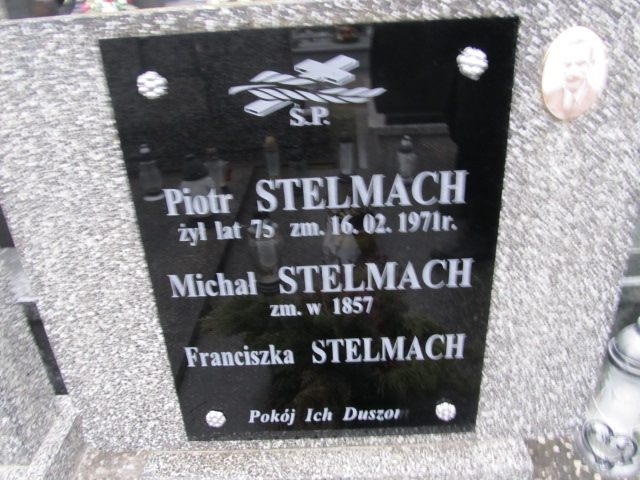 Ś.P.
Piotr STELMACH
żył lat 75 zm. 16. 02. 1971r.
Michał STELMACH
zm. w 1857
Franciszka STELMACH
Pokój Ich Duszom